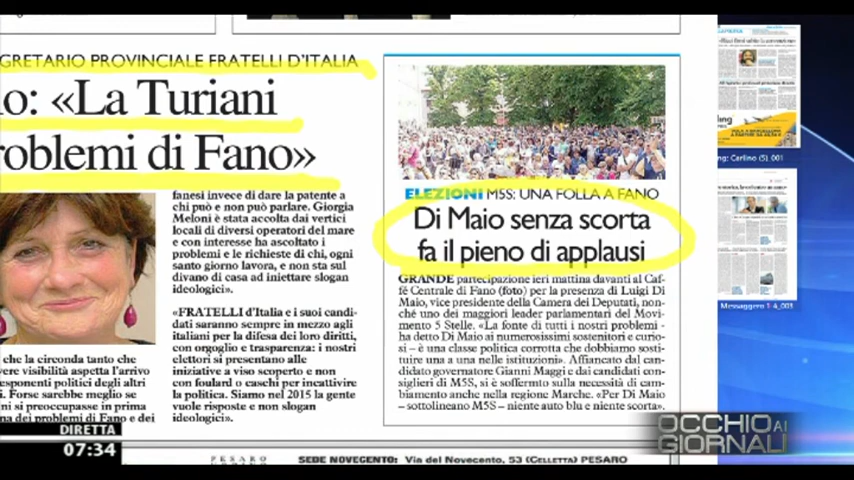 GRETARIO PROVINCIALE FRATELLI D'ITALIA
o: «La Turiani
roblemi di Fano»
fanesi invece di dare la patente a
chi può e non può parlare. Giorgia
Meloni è stata accolta dai vertici
locali di diversi operatori del mare
e con interesse ha ascoltato i
problemi e le richieste di chi, ogni
santo giorno lavora, e non sta sul
divano di casa ad iniettare slogan
ideologici».
«FRATELLI d'Italia e i suoi candi-
dati saranno sempre in mezzo agli
italiani per la difesa dei loro diritti,
con orgoglio e trasparenza: i nostri
elettori si presentano alle
iniziative a viso scoperto e non
con foulard o caschi per incattivire
la politica. Siamo nel 2015 la gente
vuole risposte e non slogan
ideologici».
che la circonda tanto che
vere visibilità aspetta l'arrivo
esponenti politici degli altri
i. Forse sarebbe meglio se
ni si preoccupasse in prima
na dei problemi di Fano e dei
ELEZIONI M5S: UNA FOLLA A FANO
Di Maio senza scorta
fa il pieno di applausi
GRANDE partecipazione ieri mattina davanti al Caf-
fè Centrale di Fano (foto) per la presenza di Luigi Di
Maio, vice presidente della Camera dei Deputati, non-
ché uno dei maggiori leader parlamentari del Movi-
mento 5 Stelle. «La fonte di tutti i nostri problemi -
ha detto Di Maio ai numerosissimi sostenitori e curio-
si – è una classe politica corrotta che dobbiamo sosti-
tuire una a una nelle istituzioni». Affiancato dal can-
didato governatore Gianni Maggi e dai candidati con-
siglieri di M5S, si è soffermto sulla necessità di cam-
biamento anche nella regione Marche. «Per Di Maio
– sottolineano M5S – niente auto blu e niente scorta».
ng: Carlino (5)_001
Messaggero 1-A_003
DIRETTA
07:34
OCCHIO AI
GIORNALI
PESARO
SEDE NOVECENTO: Via del Novecento, 53 (Celletta) PESARO